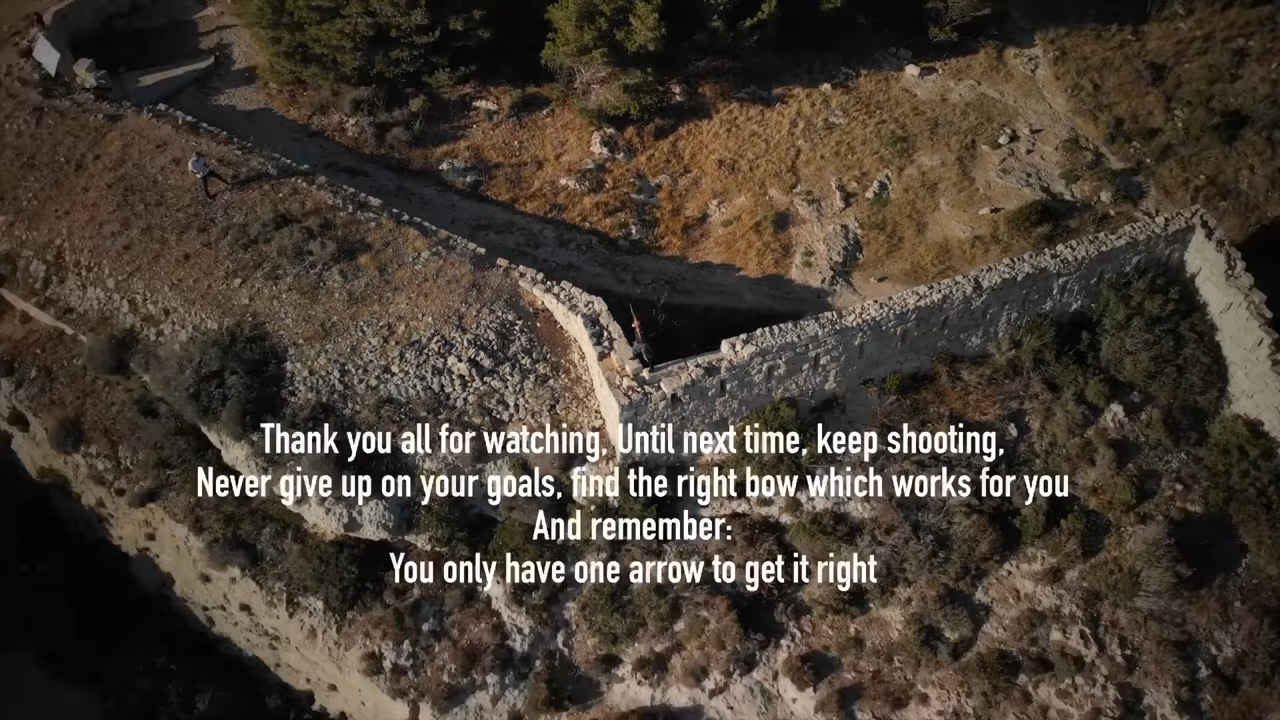 Thank you all for watching, Until next time, keep shooting,
Never give up on your goals, find the right bow which works for you
And remember:
You only have one arrow to get it right